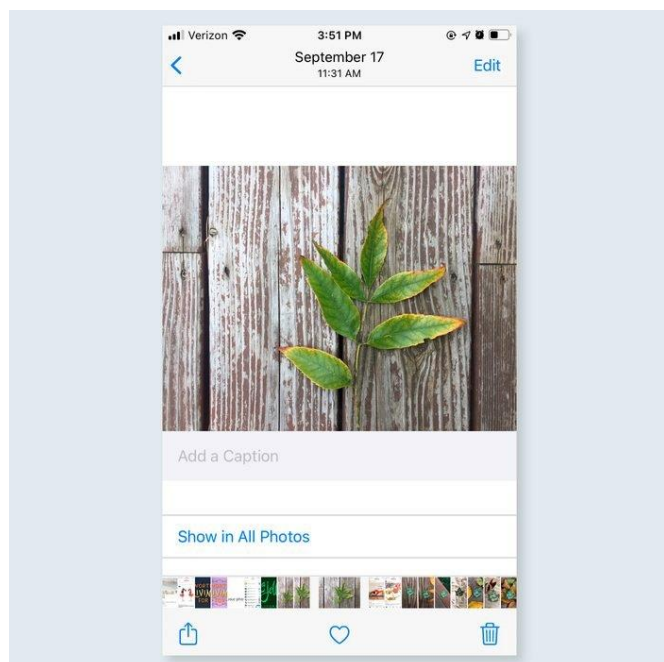 Verizon
3:51 PM
September 17
11:31 AM
Edit
Add a Caption
Show in All Photos